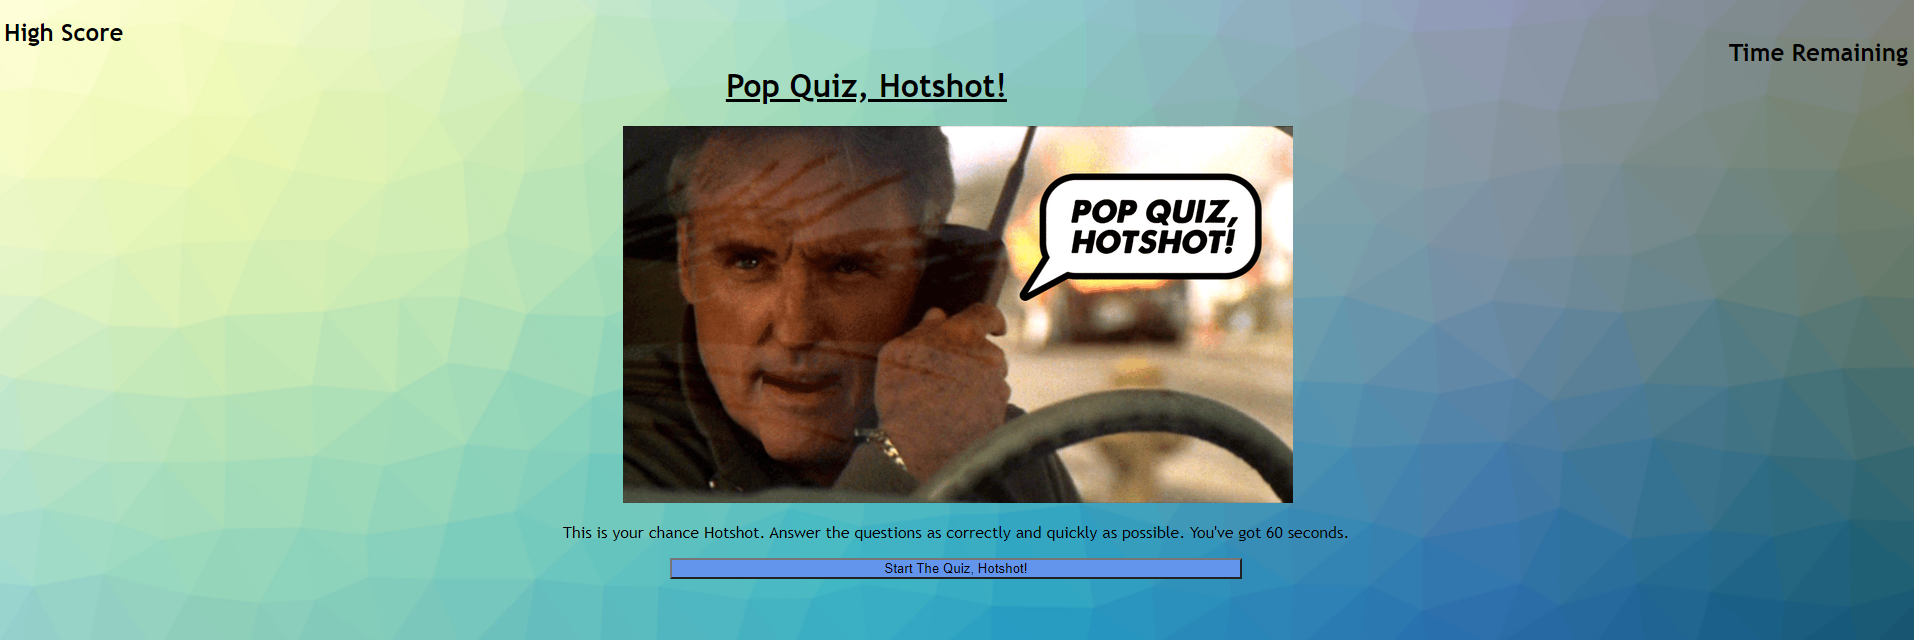 High Score
Time Remaining
Pop Quiz, Hotshot!
POP QUIZ,
HOTSHOT!
This is your chance Hotshot. Answer the questions as correctly and quickly as possible. You've got 60 seconds.
Start The Quiz, Hotshot!